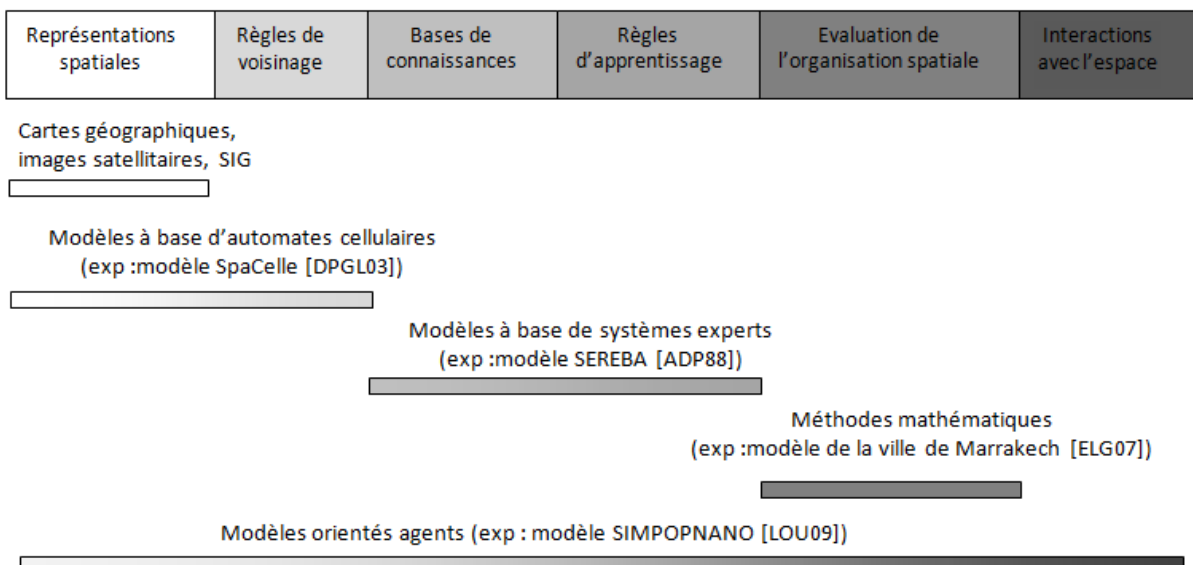 Représentations
spatiales
Règles de
voisinage
Bases de
connaissances
Règles
d'apprentissage
Evaluation de
l'organisation spatiale
Interactions
avec l'espace
Cartes géographiques,
images satellitaires, SIG
Modèles à base d'automates cellulaires
(exp :modèle SpaCelle [DPGL03])
Modèles à base de systèmes experts
(exp :modèle SEREBA [ADP88])
Méthodes mathématiques
(exp :modèle de la ville de Marrakech [ELG07])
Modèles orientés agents (exp : modèle SIMPOPNANO [LOU09])